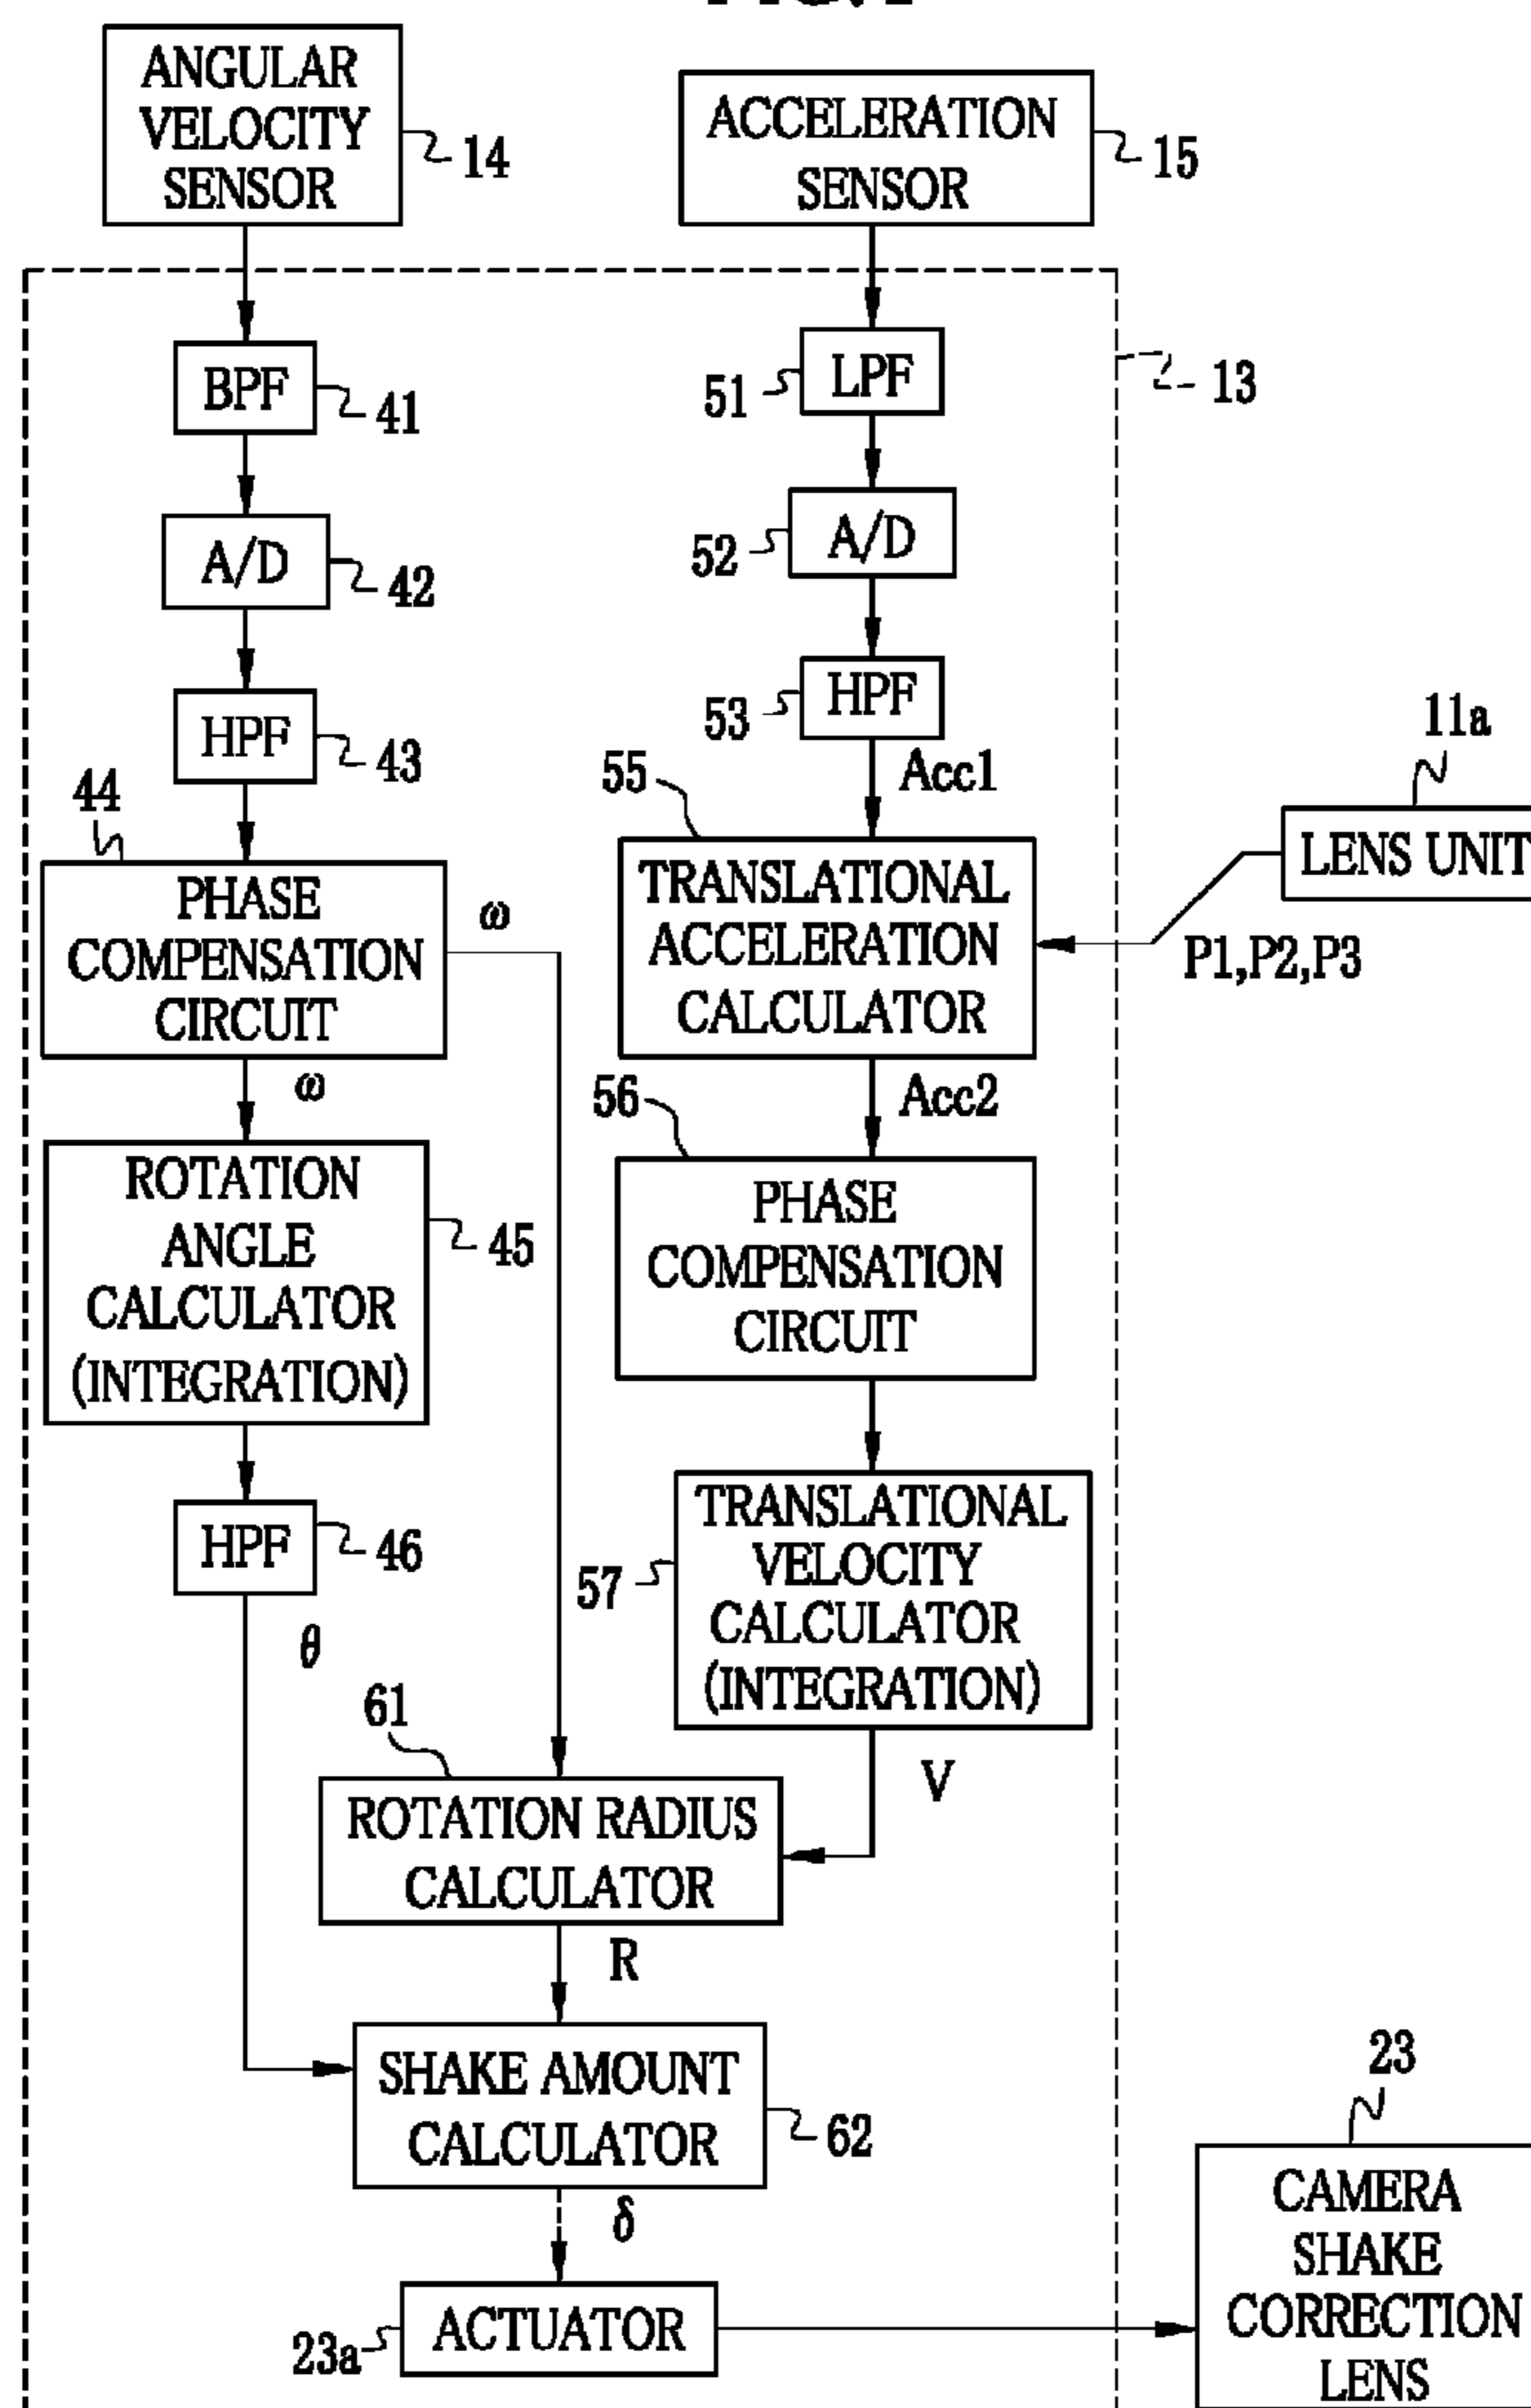 ANGULAR
VELOCITY
SENSOR
14
ACCELERATION
SENSOR
15
13
BPF
41
LPF
51
A/D
42
A/D
52
HPF
43
HPF
53
Acc1
11a
LENS UNIT
P1,P2,P3
44
PHASE
COMPENSATION
CIRCUIT
ω
ω
55
TRANSLATIONAL
ACCELERATION
CALCULATOR
Acc2
ROTATION
ANGLE
CALCULATOR
(INTEGRATION)
45
56
PHASE
COMPENSATION
CIRCUIT
HPF
46
θ
TRANSLATIONAL
VELOCITY
CALCULATOR
(INTEGRATION)
57
V
61
ROTATION RADIUS
CALCULATOR
R
SHAKE AMOUNT
CALCULATOR
62
δ
ACTUATOR
23a
23
CAMERA
SHAKE
CORRECTION
LENS